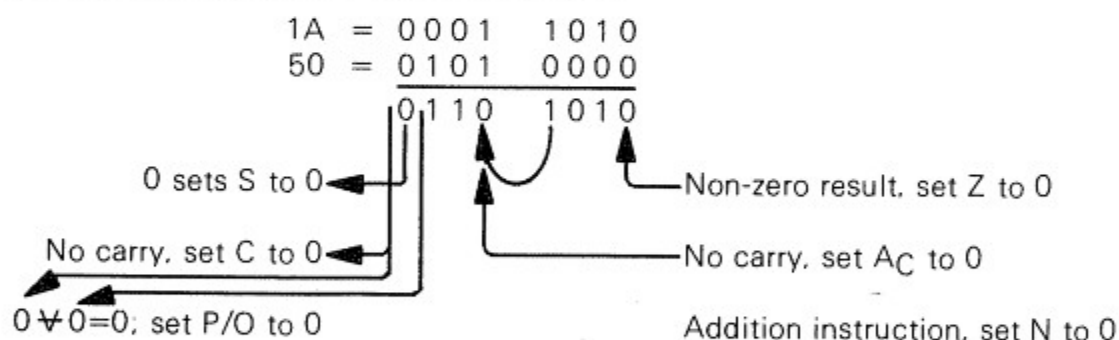 1A = 0001 1010
50 = 0101 0000
0110 1010
0 sets S to 0
Non-zero result, set Z to 0
No carry, set C to 0
No carry, set AC to 0
0 ⊻ 0=0; set P/O to 0
Addition instruction, set N to 0